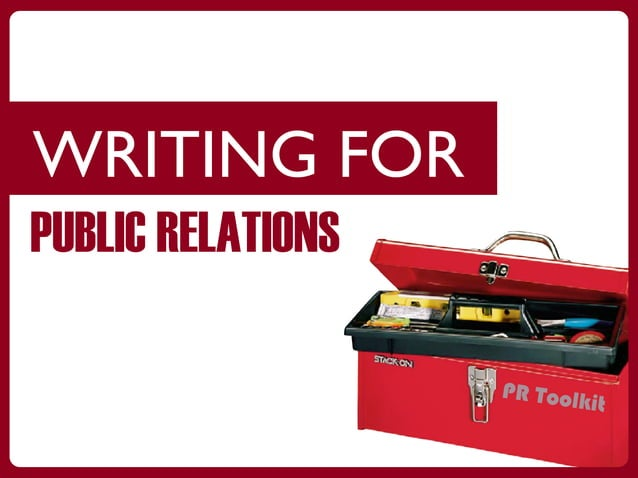 WRITING FOR
PUBLIC RELATIONS
STACK-ON
PR Toolkit